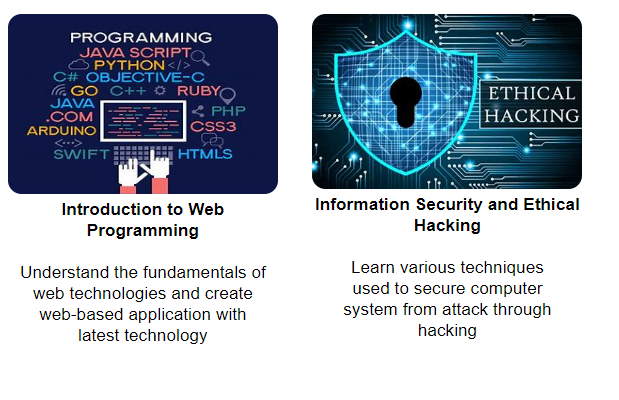 PROGRAMMING
JAVA SCRIPT
PYTHON </>
C# OBJECTIVE-C
GO C++ RUBY
JAVA PHP
.COM CSS3
ARDUINO
<···>
SWIFT HTMLS
Introduction to Web
Programming
Understand the fundamentals of
web technologies and create
web-based application with
latest technology
ETHICAL
HACKING
Information Security and Ethical
Hacking
Learn various techniques
used to secure computer
system from attack through
hacking